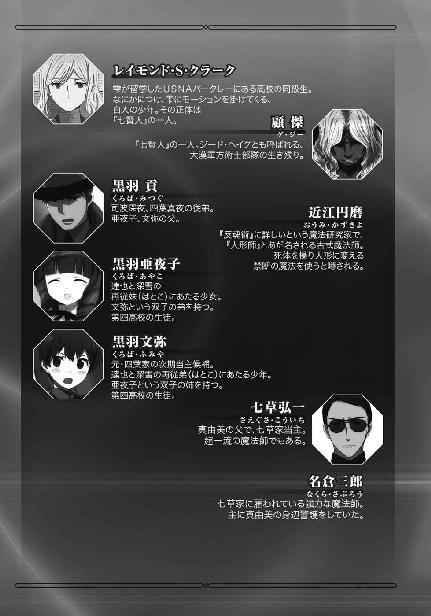 レイモンド・S・クラーク
雫が留学したUSNAバークレーにある高校の同級生。
なにかにつけ、雫にモーションを掛けてくる、
白人の少年。その正体は
『七賢人』の一人。
顧 傑
グ・ジー
『七賢人』の一人。ジード・ヘイグとも呼ばれる、
大漢軍方術士部隊の生き残り。
黒羽 貢
くろば・みつぐ
司波深夜、四葉真夜の従弟。
亜夜子、文弥の父。
近江円磨
おうみ・かずきよ
『反魂術』に詳しいという魔法研究家で、
『人形師』とあだ名される古式魔法師。
死体を操り人形に変える
禁断の魔法を使うと噂される。
黒羽亜夜子
くろば・あやこ
達也と深雪の
再従妹(はとこ)にあたる少女。
文弥という双子の弟を持つ。
第四高校の生徒。
黒羽文弥
くろば・ふみや
元・四葉家の次期当主候補。
達也と深雪の再従弟(はとこ)にあたる少年。
亜夜子という双子の姉を持つ。
第四高校の生徒。
七草弘一
さえぐさ・こういち
真由美の父で、七草家当主。
超一流の魔法師でもある。
名倉三郎
なくら・さぶろう
七草家に雇われている強力な魔法師。
主に真由美の身辺警護をしていた。